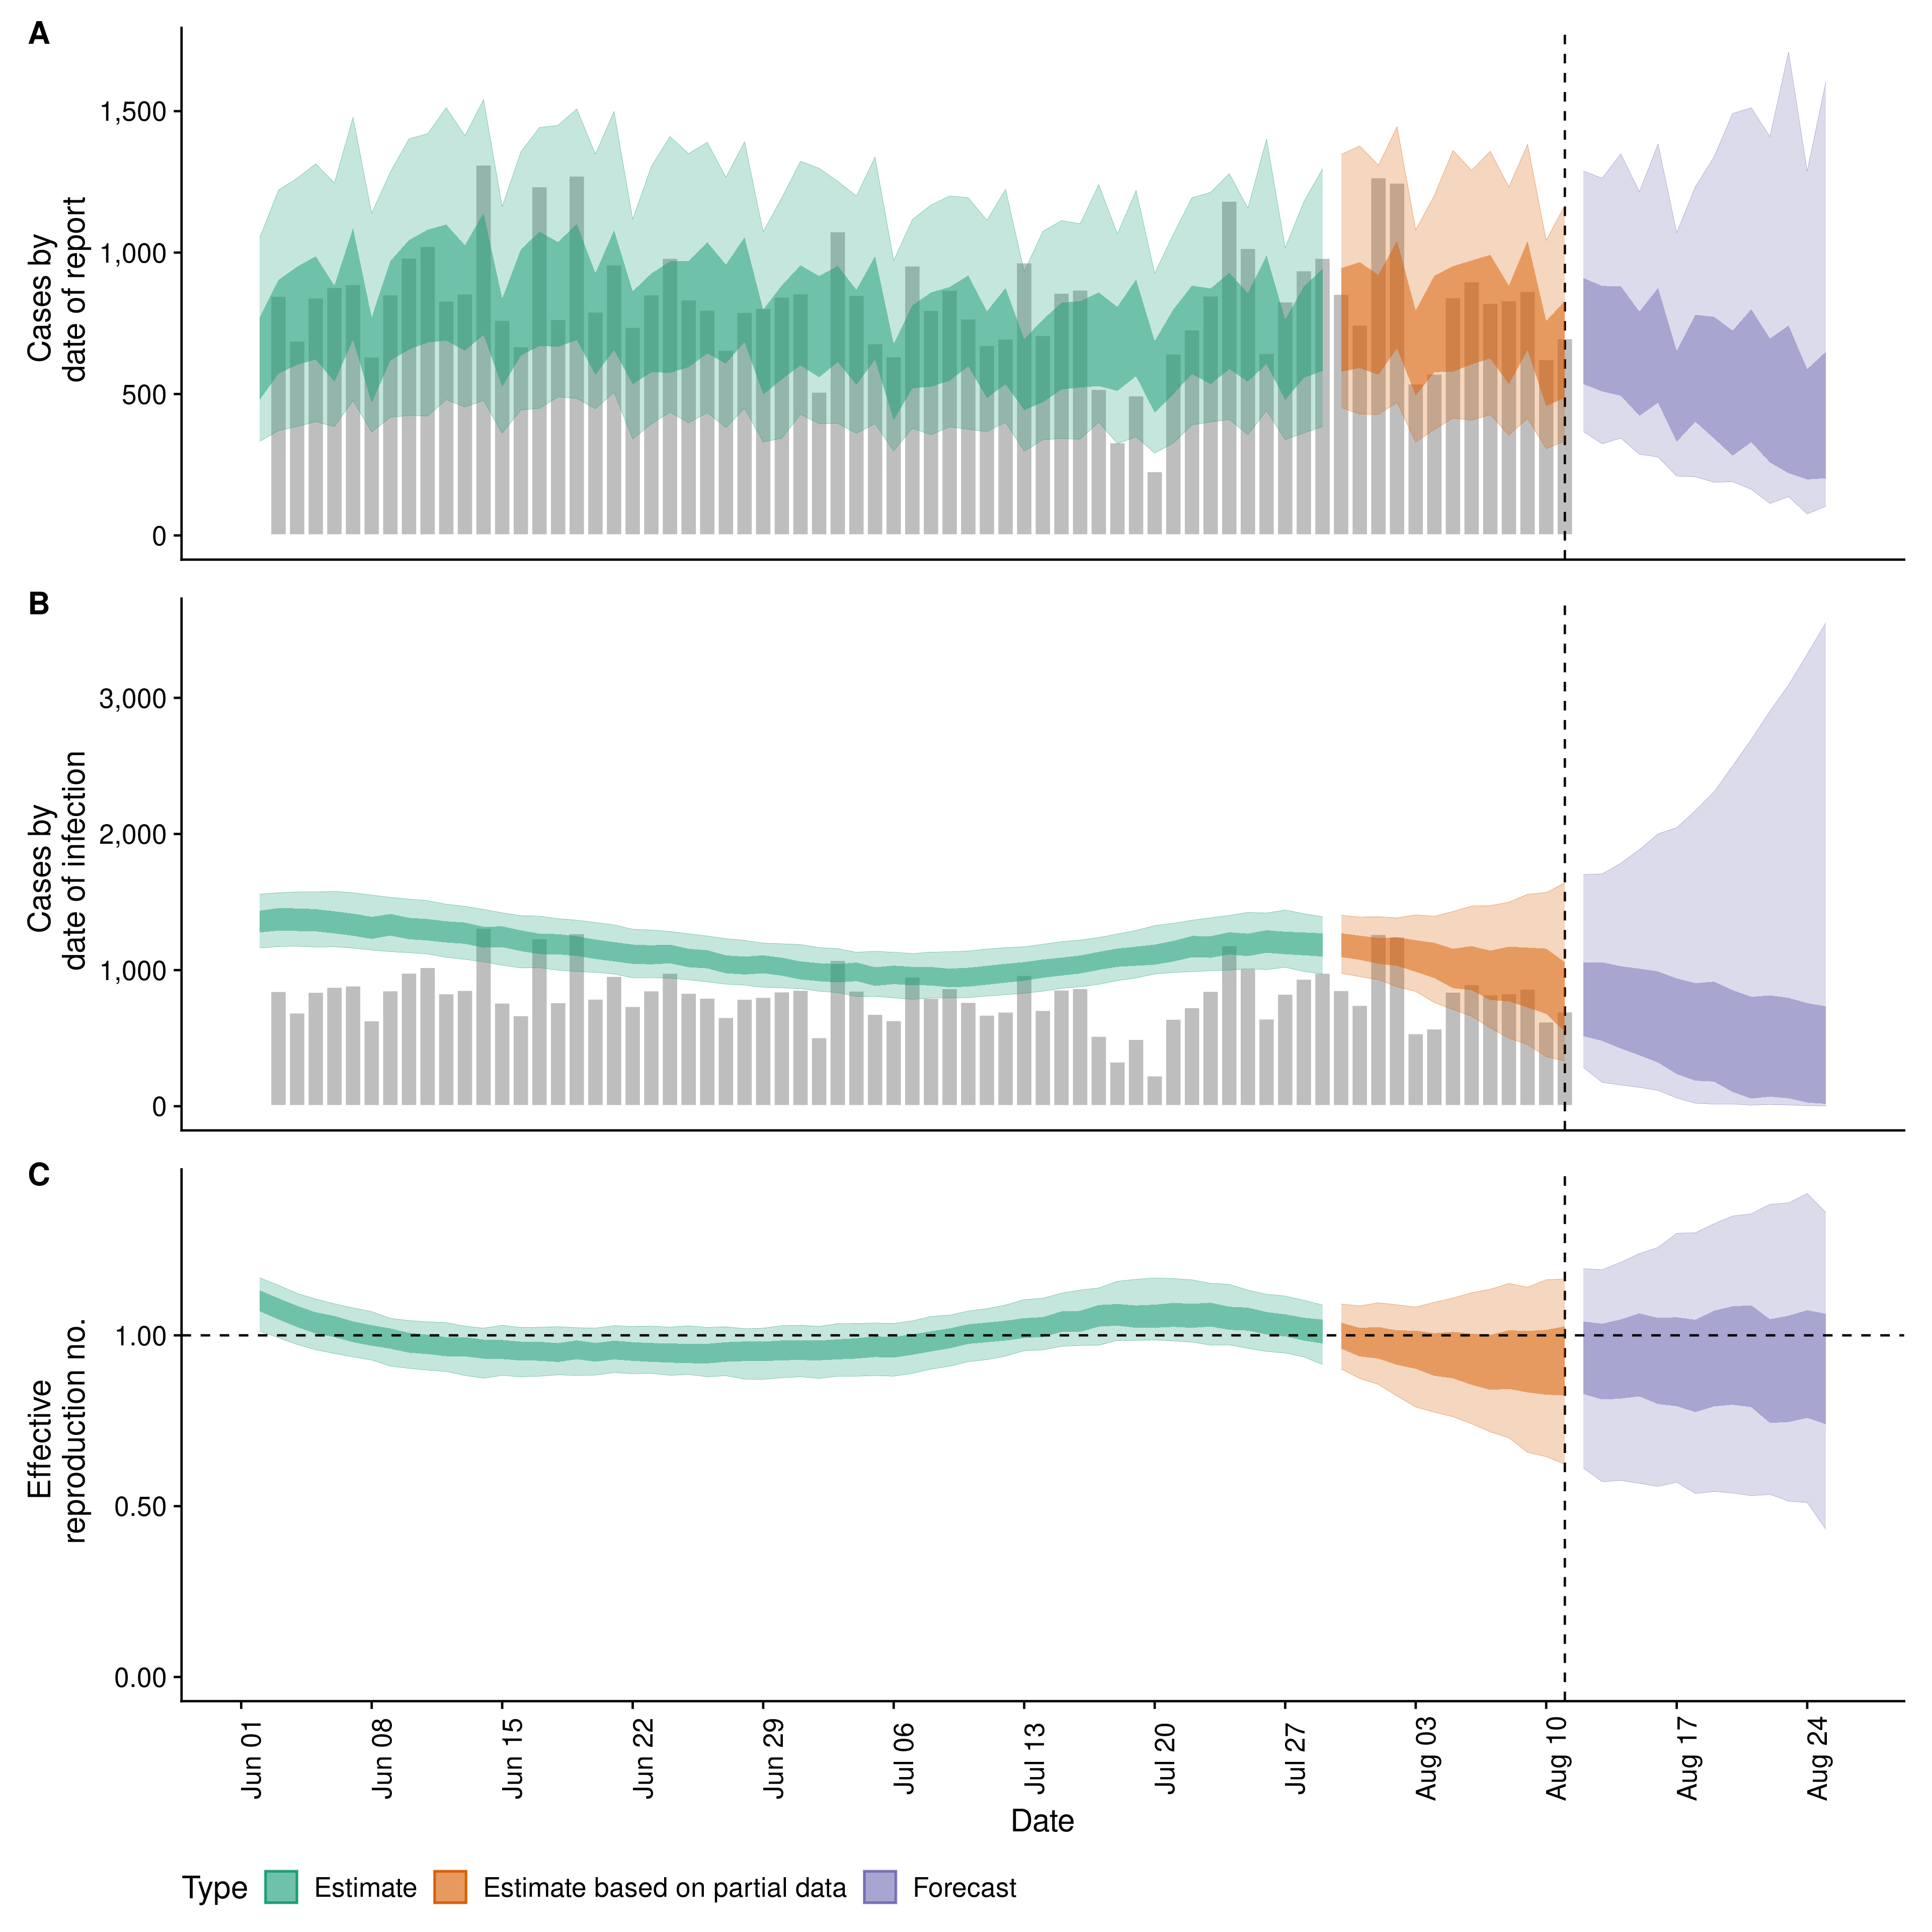 A
Cases by
date of report
1,500
1,000
500
0
B
Cases by
date of infection
3,000
2,000
1,000
0
C
Effective
reproduction no.
1.00
0.50
0.00
Jun 01
Jun 08
Jun 15
Jun 22
Jun 29
Jul 06
Jul 13
Jul 20
Jul 27
Aug 03
Aug 10
Aug 17
Aug 24
Date
Type
Estimate
Estimate based on partial data
Forecast